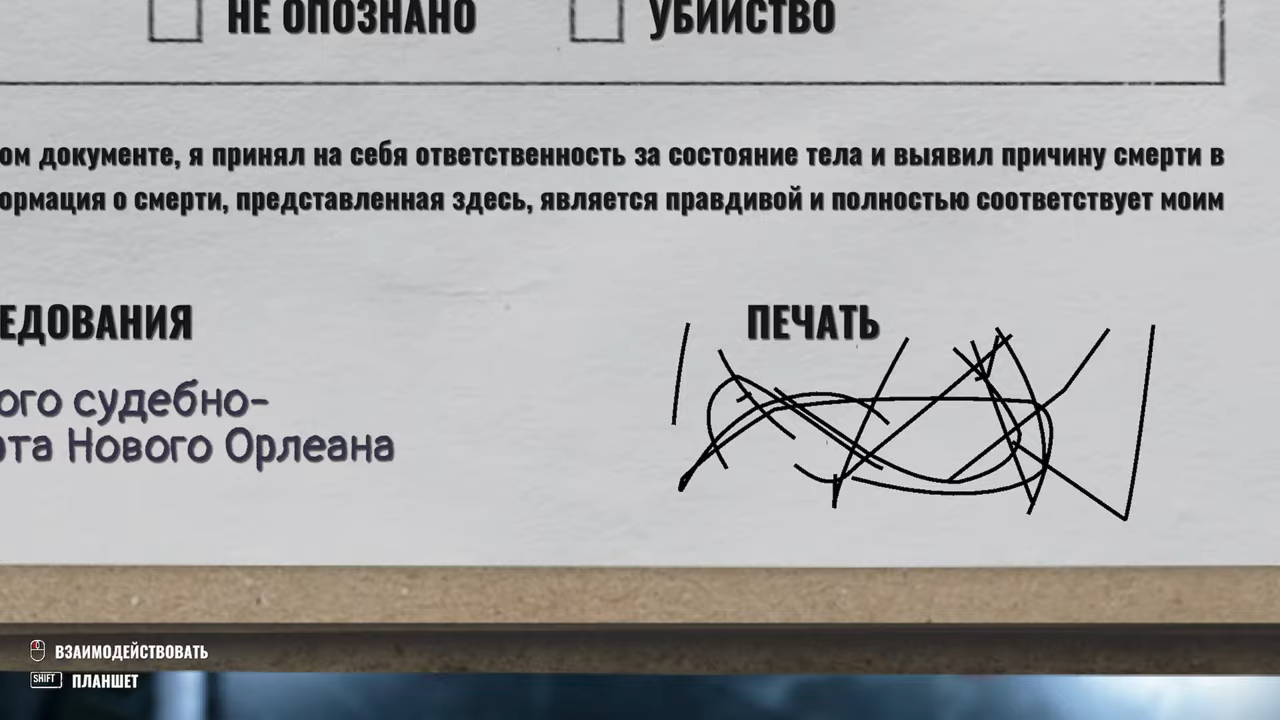 НЕ ОПОЗНАНО УБИЙСТВО
ом документе, я принял на себя ответственность за состояние тела и выявил причину смерти в
ормация о смерти, представленная здесь, является правдивой и полностью соответствует моим
ЕДОВАНИЯ ПЕЧАТЬ
ого судебно-
та Нового Орлеана
ВЗАИМОДЕЙСТВОВАТЬ
SHIFT ПЛАНШЕТ